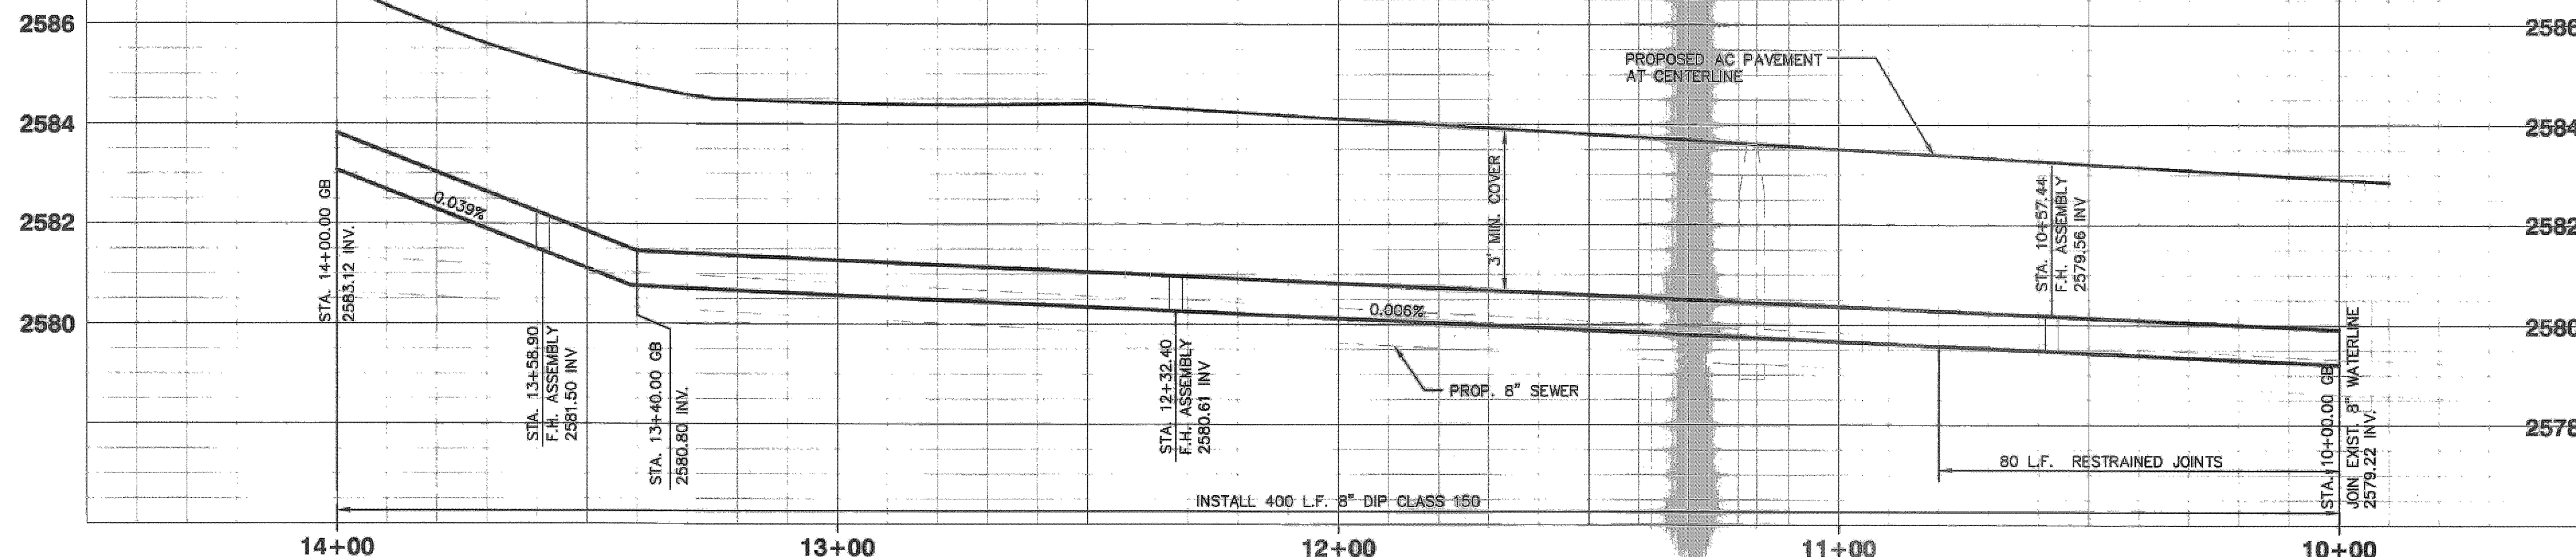 2586
2584
2582
2580
2586
2584
2582
2580
2578
PROPOSED AC PAVEMENT
AT CENTERLINE
3' MIN. COVER
0.039%
0.006%
STA. 14+00.00 GB
2583.12 INV.
STA. 13+58.90
F.H. ASSEMBLY
2581.50 INV
STA. 13+40.00 GB
2580.80 INV.
STA. 12+32.40
F.H. ASSEMBLY
2580.61 INV
PROP. 8" SEWER
STA. 10+57.44
F.H. ASSEMBLY
2579.56 INV
STA. 10+00.00 GB
JOIN EXIST. 8" WATERLINE
2579.22 INV.
80 L.F. RESTRAINED JOINTS
INSTALL 400 L.F. 8" DIP CLASS 150
14+00
13+00
12+00
11+00
10+00